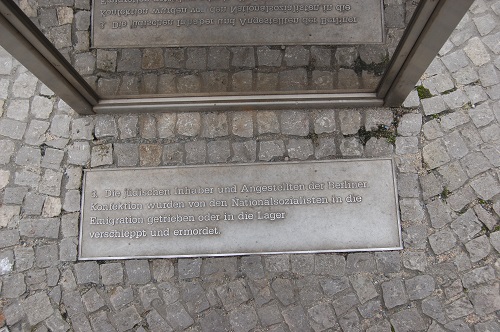 4. Die jüdischen Inhaber und Angestellten der Berliner
Konfektion wurden von den Nationalsozialisten in die
Emigration getrieben oder in die Lager
verschleppt und ermordet.